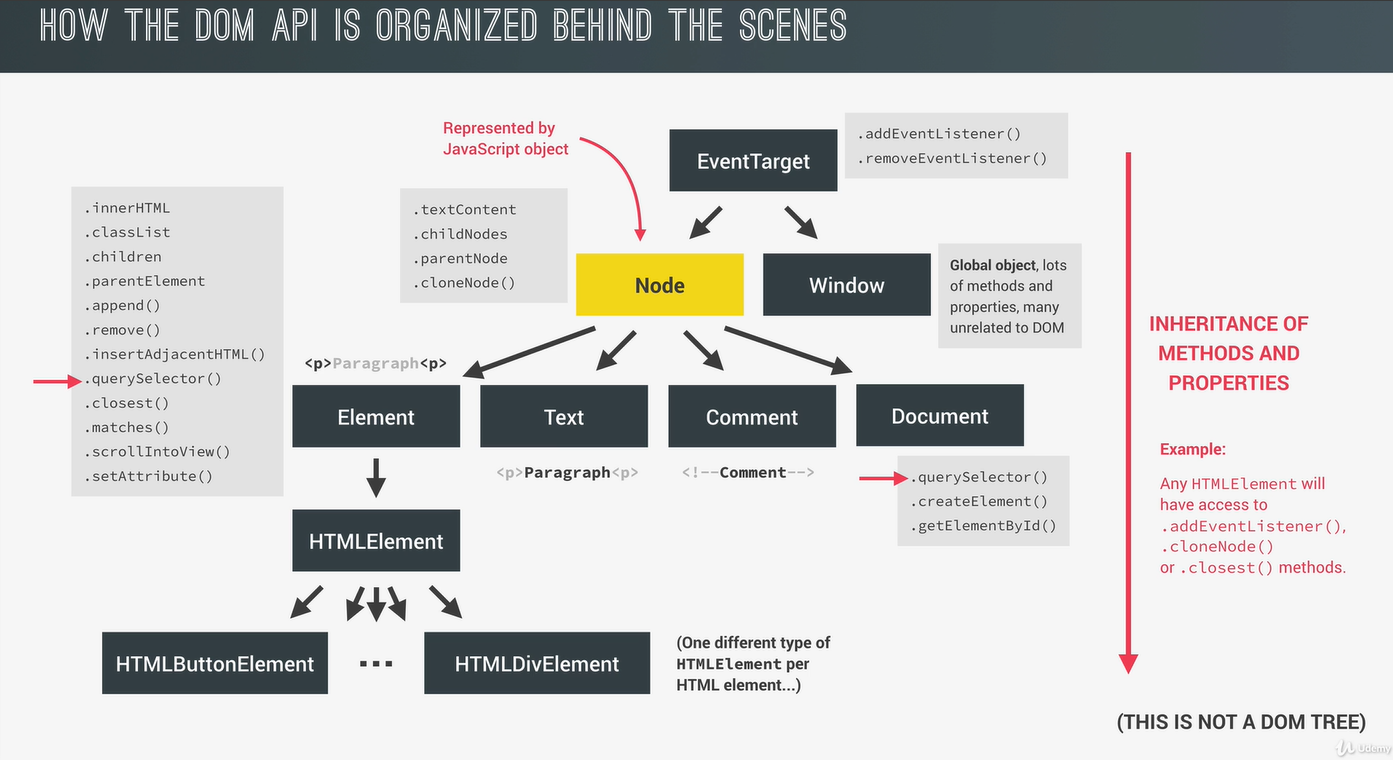 HOW THE DOM API IS ORGANIZED BEHIND THE SCENES
Represented by
JavaScript object
EventTarget
.addEventListener()
.removeEventListener()
.innerHTML
.classList
.children
.parentElement
.append()
.remove()
.insertAdjacentHTML()
.querySelector()
.closest()
.matches()
.scrollIntoView()
.setAttribute()
.textContent
.childNodes
.parentNode
.cloneNode()
Node
Window
Global object, lots
of methods and
properties, many
unrelated to DOM
<p>Paragraph<p>
Element
Text
Comment
Document
<p>Paragraph<p>
<!--Comment-->
.querySelector()
.createElement()
.getElementById()
HTMLElement
HTMLButtonElement
...
HTMLDivElement
(One different type of
HTMLElement per
HTML element...)
INHERITANCE OF
METHODS AND
PROPERTIES
Example:
Any HTMLElement will
have access to
.addEventListener(),
.cloneNode()
or .closest() methods.
(THIS IS NOT A DOM TREE)
Udemy